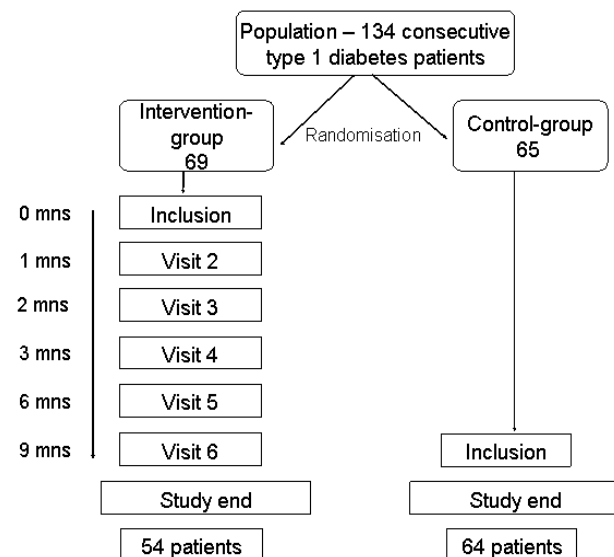 Population – 134 consecutive
type 1 diabetes patients
Intervention-
group
69
Randomisation
Control-group
65
0 mns
Inclusion
1 mns
Visit 2
2 mns
Visit 3
3 mns
Visit 4
6 mns
Visit 5
9 mns
Visit 6
Inclusion
Study end
Study end
54 patients
64 patients